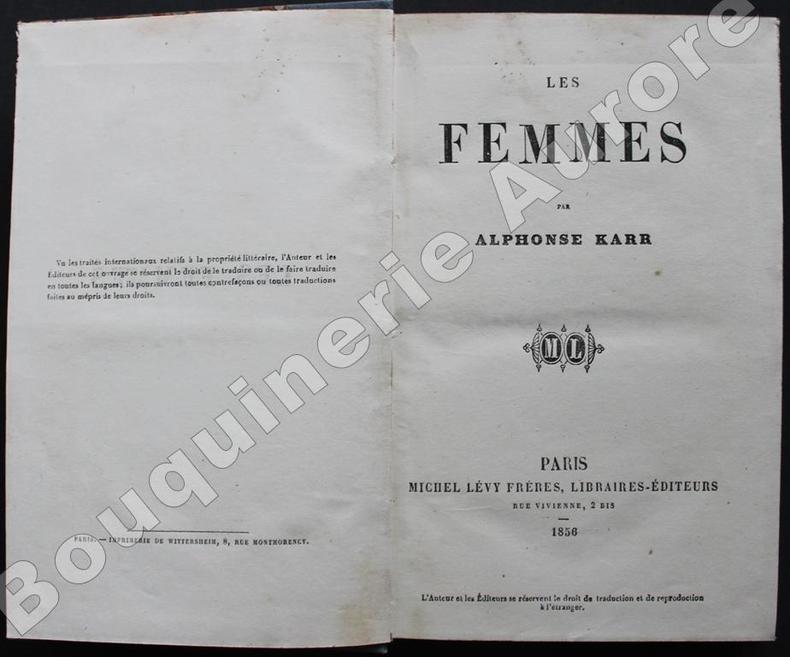 Vu les traités internationaux relatifs à la propriété littéraire, l'Auteur et les
Éditeurs de cet ouvrage se réservent le droit de le traduire ou de le faire traduire
en toutes les langues; ils poursuivront toutes contrefaçons ou toutes traductions
faites au mépris de leurs droits.
PARIS. — IMPRIMERIE DE WITTERSHEIM, 8, RUE MONTMORENCY.
LES
FEMMES
PAR
ALPHONSE KARR
ML
PARIS
MICHEL LÉVY FRÈRES, LIBRAIRES-ÉDITEURS
RUE VIVIENNE, 2 BIS
—
1856
L'Auteur et les Éditeurs se réservent le droit de traduction et de reproduction
à l'étranger.
Bouquinerie Aurore